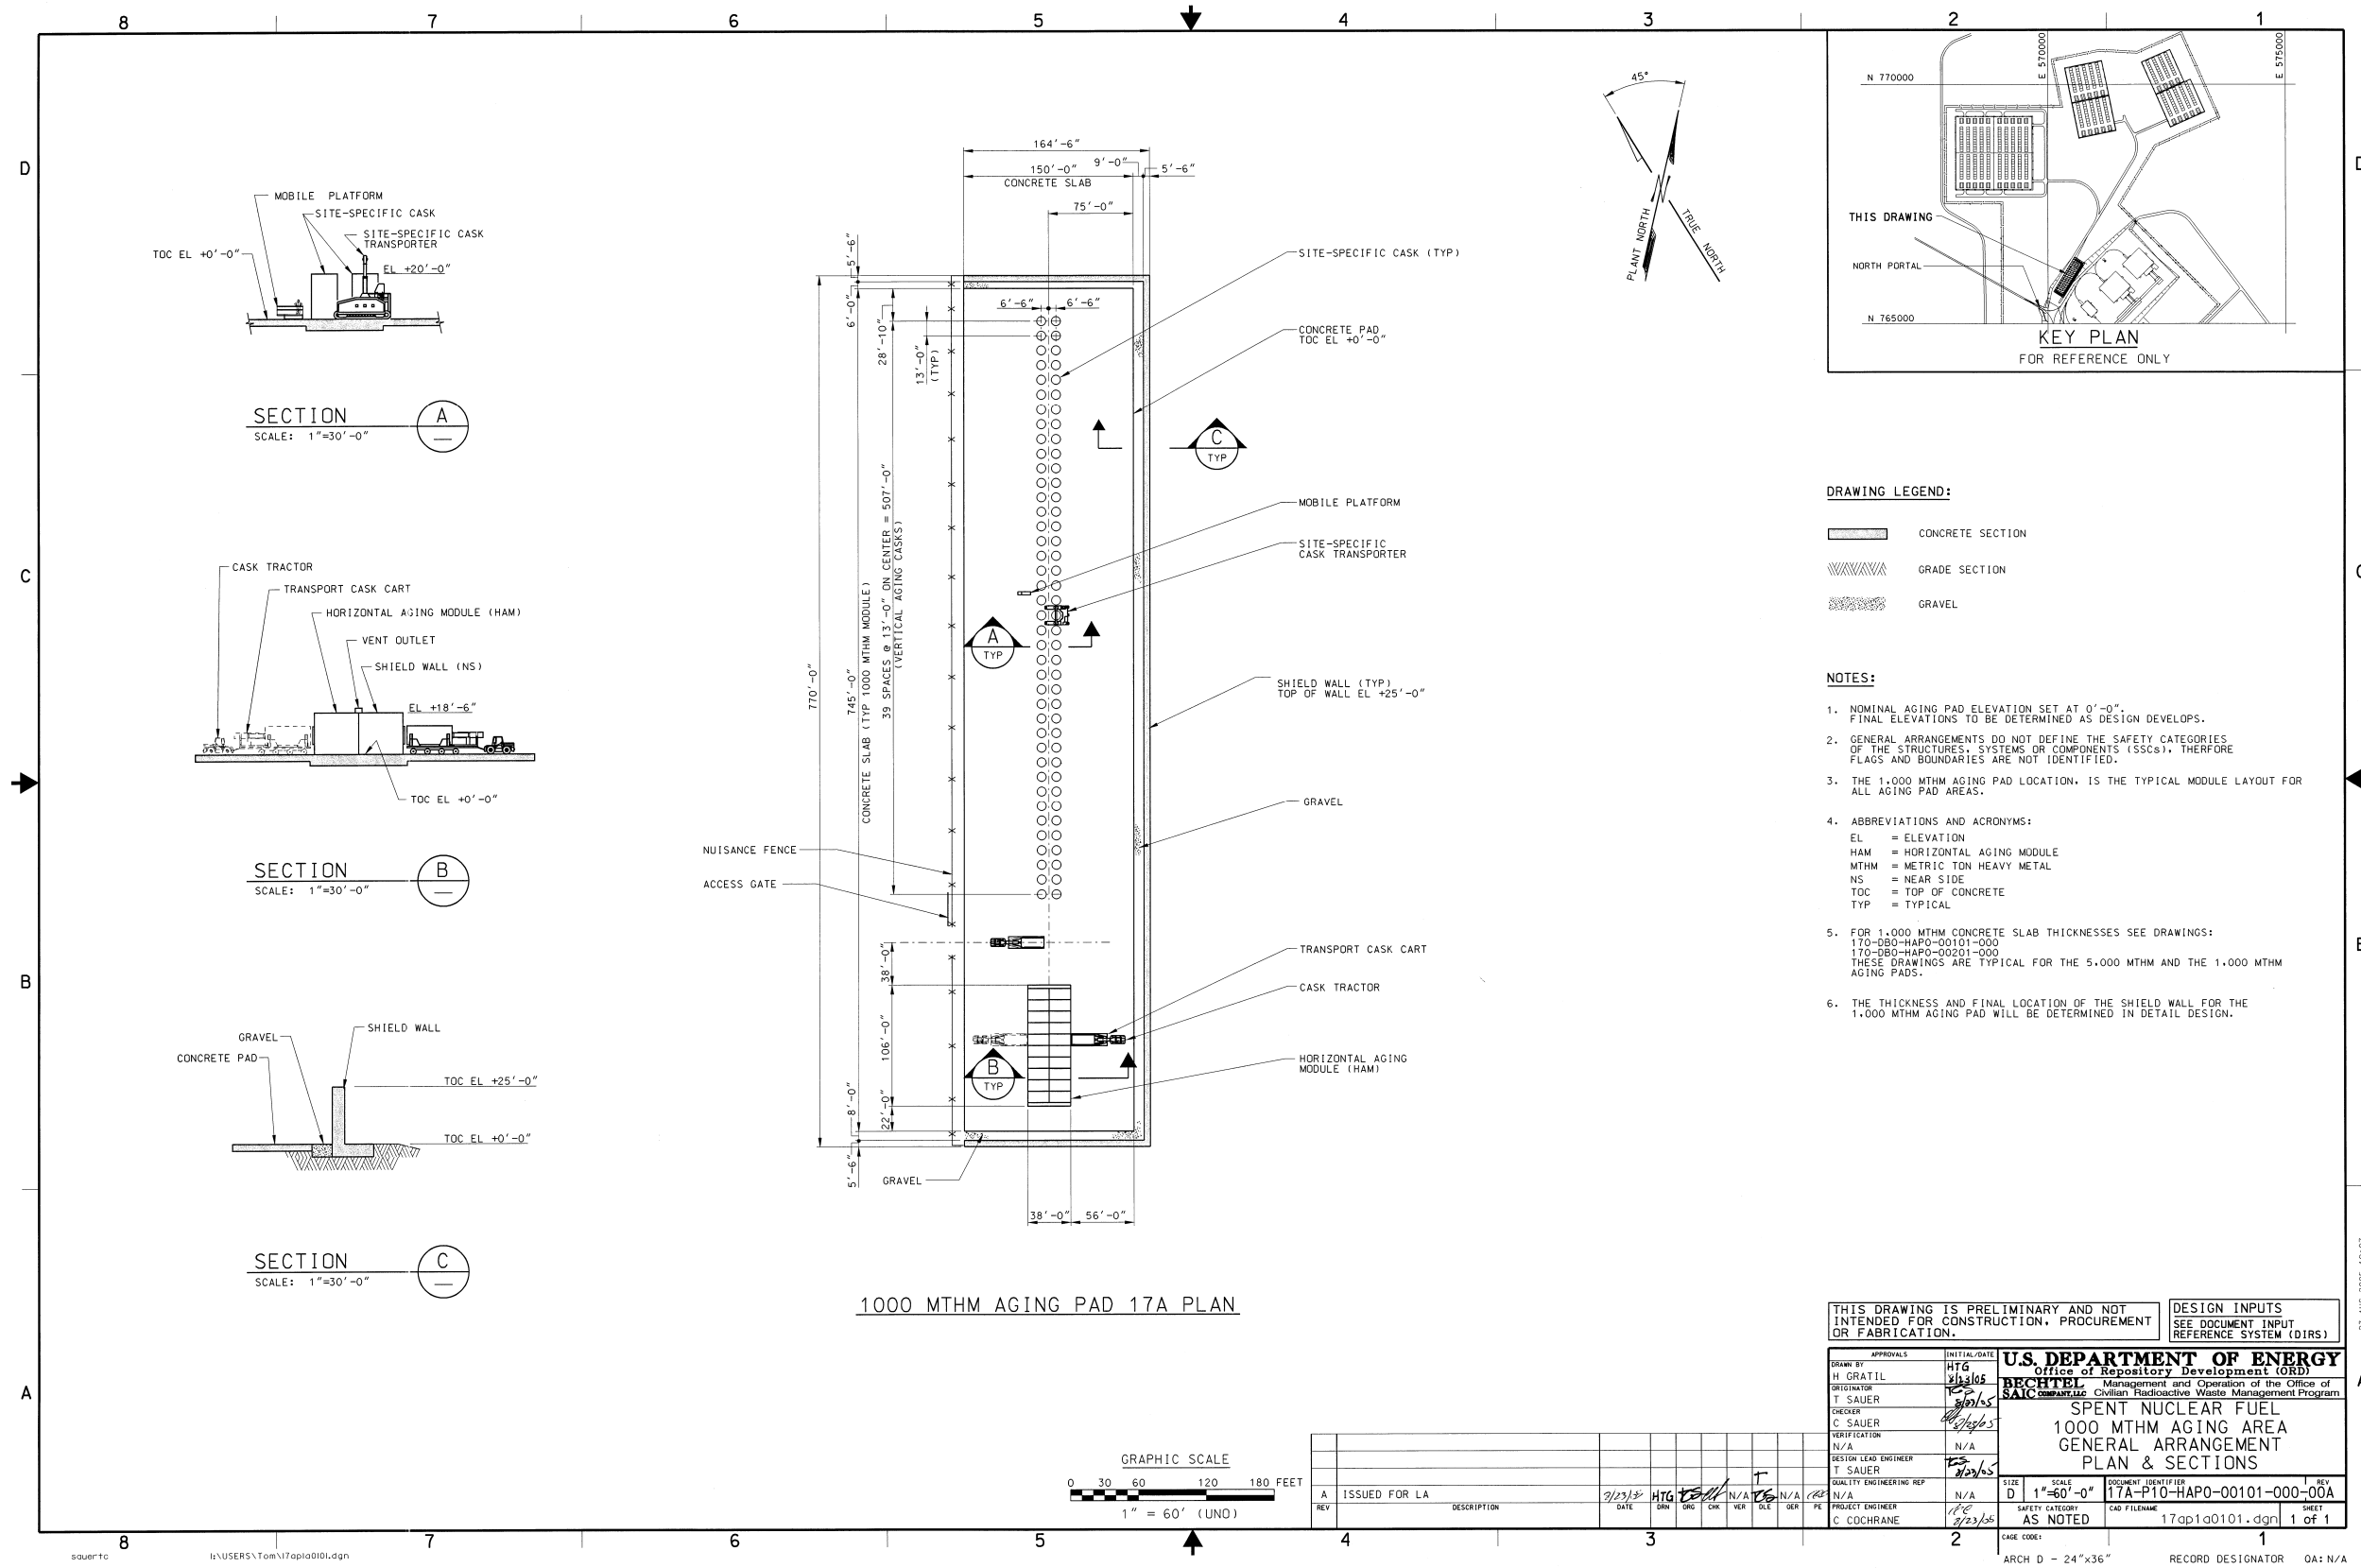 8 7 6 5 4 3 2 1
D
C
B
A
MOBILE PLATFORM
SITE-SPECIFIC CASK
SITE-SPECIFIC CASK
TRANSPORTER
TOC EL +0'-0"
EL +20'-0"
SECTION A
SCALE: 1"=30'-0"
CASK TRACTOR
TRANSPORT CASK CART
HORIZONTAL AGING MODULE (HAM)
VENT OUTLET
SHIELD WALL (NS)
EL +18'-6"
TOC EL +0'-0"
SECTION B
SCALE: 1"=30'-0"
SHIELD WALL
GRAVEL
CONCRETE PAD
TOC EL +25'-0"
TOC EL +0'-0"
SECTION C
SCALE: 1"=30'-0"
164'-6"
150'-0"
CONCRETE SLAB
9'-0"
5'-6"
75'-0"
5'-6"
6'-0"
28'-10"
13'-0"
(TYP)
6'-6" 6'-6"
770'-0"
745'-0"
CONCRETE SLAB (TYP 1000 MTHM MODULE)
39 SPACES @ 13'-0" ON CENTER = 507'-0"
(VERTICAL AGING CASKS)
SITE-SPECIFIC CASK (TYP)
CONCRETE PAD
TOC EL +0'-0"
C
TYP
MOBILE PLATFORM
SITE-SPECIFIC
CASK TRANSPORTER
A
TYP
SHIELD WALL (TYP)
TOP OF WALL EL +25'-0"
GRAVEL
NUISANCE FENCE
ACCESS GATE
38'-0"
106'-0"
22'-0"
8'-0"
5'-6"
TRANSPORT CASK CART
CASK TRACTOR
HORIZONTAL AGING
MODULE (HAM)
B
TYP
GRAVEL
38'-0" 56'-0"
1000 MTHM AGING PAD 17A PLAN
45°
PLANT NORTH
TRUE NORTH
N 770000
E 570000
E 575000
THIS DRAWING
NORTH PORTAL
N 765000
KEY PLAN
FOR REFERENCE ONLY
DRAWING LEGEND:
CONCRETE SECTION
GRADE SECTION
GRAVEL
NOTES:
1. NOMINAL AGING PAD ELEVATION SET AT 0'-0".
FINAL ELEVATIONS TO BE DETERMINED AS DESIGN DEVELOPS.
2. GENERAL ARRANGEMENTS DO NOT DEFINE THE SAFETY CATEGORIES
OF THE STRUCTURES, SYSTEMS OR COMPONENTS (SSCs), THERFORE
FLAGS AND BOUNDARIES ARE NOT IDENTIFIED.
3. THE 1,000 MTHM AGING PAD LOCATION, IS THE TYPICAL MODULE LAYOUT FOR
ALL AGING PAD AREAS.
4. ABBREVIATIONS AND ACRONYMS:
EL = ELEVATION
HAM = HORIZONTAL AGING MODULE
MTHM = METRIC TON HEAVY METAL
NS = NEAR SIDE
TOC = TOP OF CONCRETE
TYP = TYPICAL
5. FOR 1,000 MTHM CONCRETE SLAB THICKNESSES SEE DRAWINGS:
170-DB0-HAP0-00101-000
170-DB0-HAP0-00201-000
THESE DRAWINGS ARE TYPICAL FOR THE 5,000 MTHM AND THE 1,000 MTHM
AGING PADS.
6. THE THICKNESS AND FINAL LOCATION OF THE SHIELD WALL FOR THE
1,000 MTHM AGING PAD WILL BE DETERMINED IN DETAIL DESIGN.
THIS DRAWING IS PRELIMINARY AND NOT
INTENDED FOR CONSTRUCTION, PROCUREMENT
OR FABRICATION.
DESIGN INPUTS
SEE DOCUMENT INPUT
REFERENCE SYSTEM (DIRS)
APPROVALS INITIAL/DATE
DRAWN BY
H GRATIL HTG 8/23/05
ORIGINATOR
T SAUER
CHECKER
C SAUER
VERIFICATION
N/A N/A
DESIGN LEAD ENGINEER
T SAUER
QUALITY ENGINEERING REP
N/A N/A
PROJECT ENGINEER
C COCHRANE
U.S. DEPARTMENT OF ENERGY
Office of Repository Development (ORD)
BECHTEL
SAIC COMPANY, LLC
Management and Operation of the Office of
Civilian Radioactive Waste Management Program
SPENT NUCLEAR FUEL
1000 MTHM AGING AREA
GENERAL ARRANGEMENT
PLAN & SECTIONS
SIZE D
SCALE 1"=60'-0"
DOCUMENT IDENTIFIER REV
17A-P10-HAP0-00101-000-00A
SAFETY CATEGORY
AS NOTED
CAD FILENAME
17ap1a0101.dgn
SHEET
1 of 1
CAGE CODE:
GRAPHIC SCALE
0 30 60 120 180 FEET
1" = 60' (UNO)
A ISSUED FOR LA HTG N/A N/A
REV DESCRIPTION DATE DRN ORG CHK VER DLE QER PE
8 7 6 5 4 3 2 1
sauertc
I:\USERS\Tom\17ap1a0101.dgn
ARCH D - 24"x36"
RECORD DESIGNATOR QA: N/A